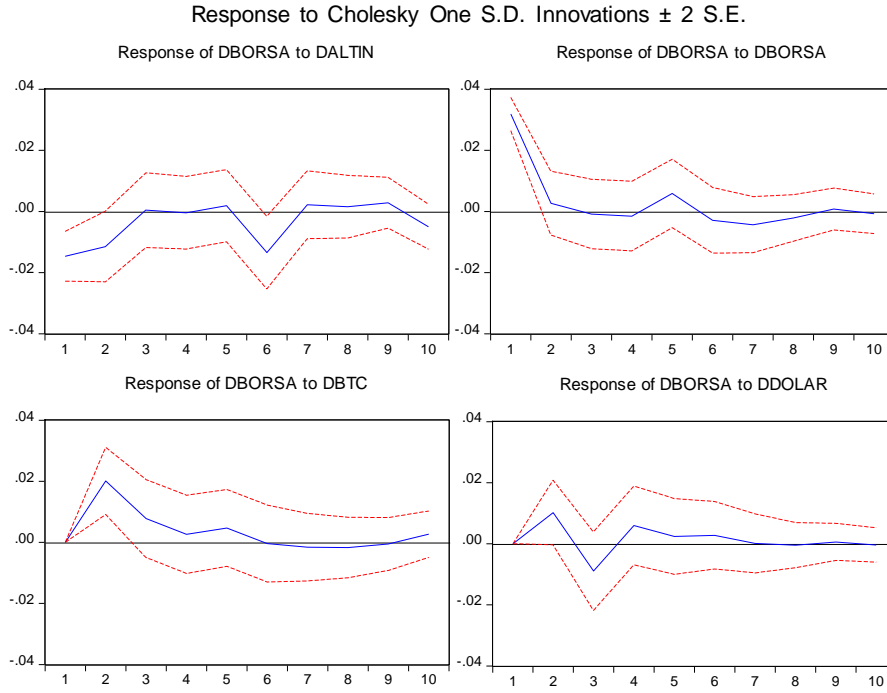 Response to Cholesky One S.D. Innovations ± 2 S.E.
Response of DBORSA to DALTIN
.04
.02
.00
-.02
-.04
1 2 3 4 5 6 7 8 9 10
Response of DBORSA to DBORSA
.04
.02
.00
-.02
-.04
1 2 3 4 5 6 7 8 9 10
Response of DBORSA to DBTC
.04
.02
.00
-.02
-.04
1 2 3 4 5 6 7 8 9 10
Response of DBORSA to DDOLAR
.04
.02
.00
-.02
-.04
1 2 3 4 5 6 7 8 9 10